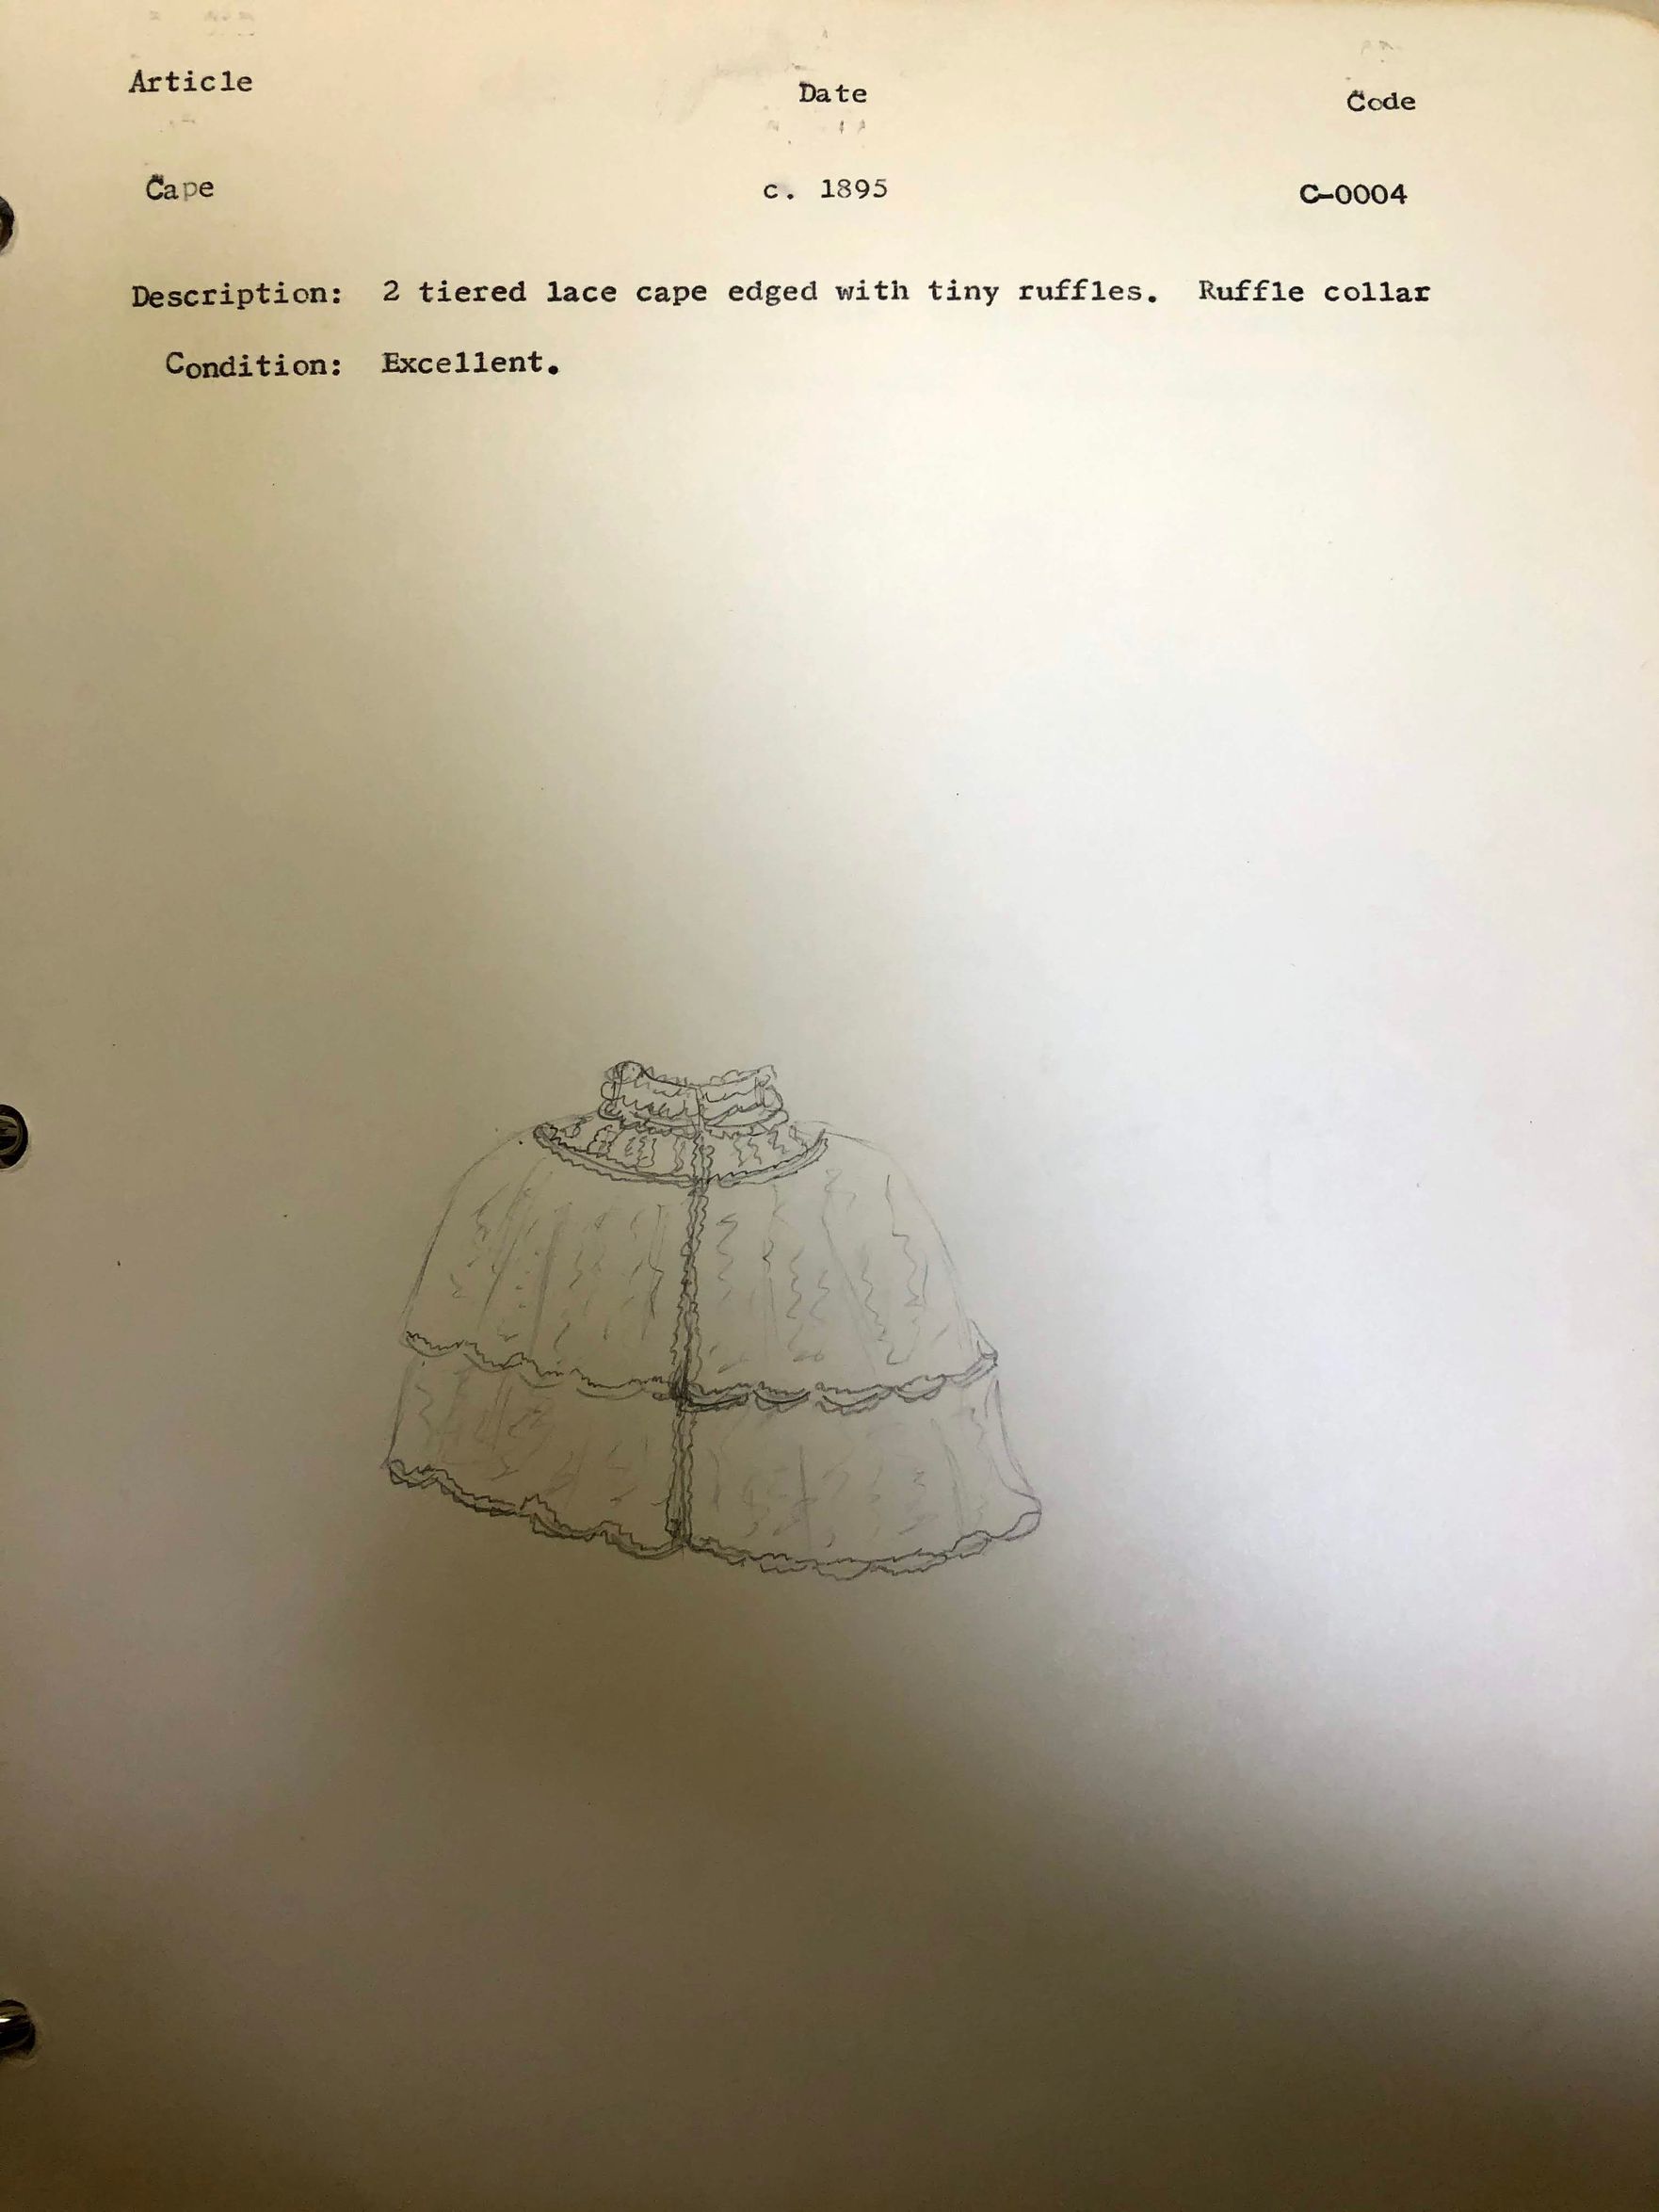 Article Date Code
Cape c. 1895 C-0004
Description: 2 tiered lace cape edged with tiny ruffles. Ruffle collar
Condition: Excellent.